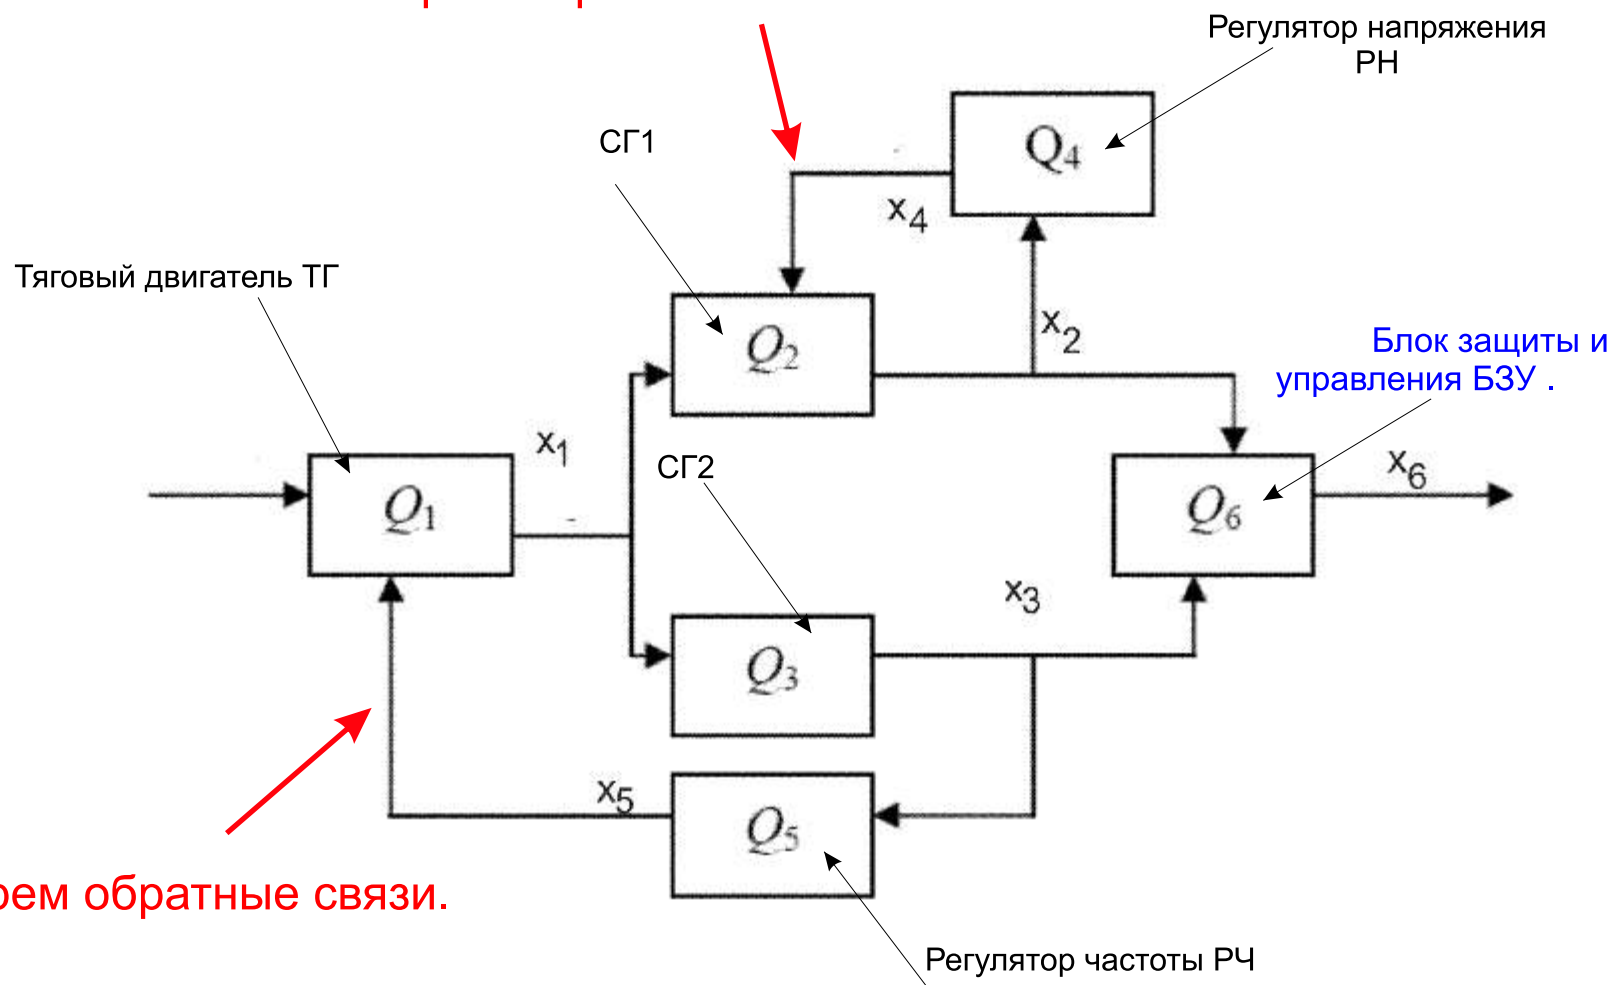 Регулятор напряжения
РН
СГ1
Q4
x4
Тяговый двигатель ТГ
Q2
x2
Блок защиты и
управления БЗУ .
x1
СГ2
x6
Q1
Q6
x3
Q3
x5
Q5
обратные связи.
Регулятор частоты РЧ